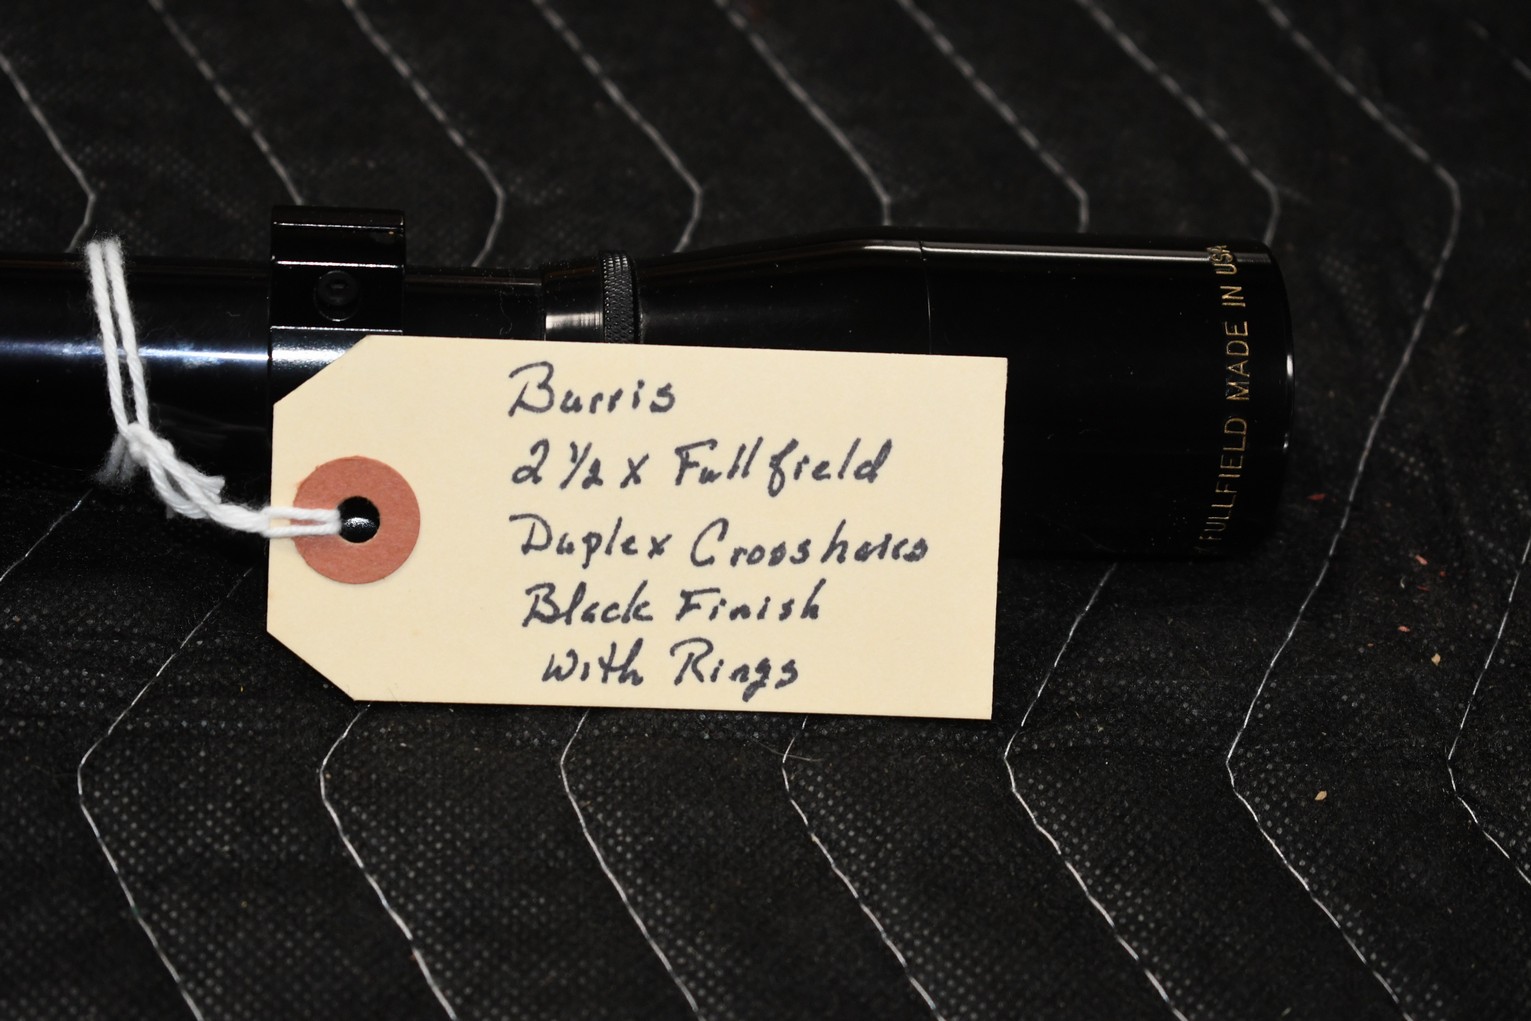 Burris
2 1/2 x Fullfield
Duplex Crosshairs
Black Finish
with Rings
FULLFIELD MADE IN USA